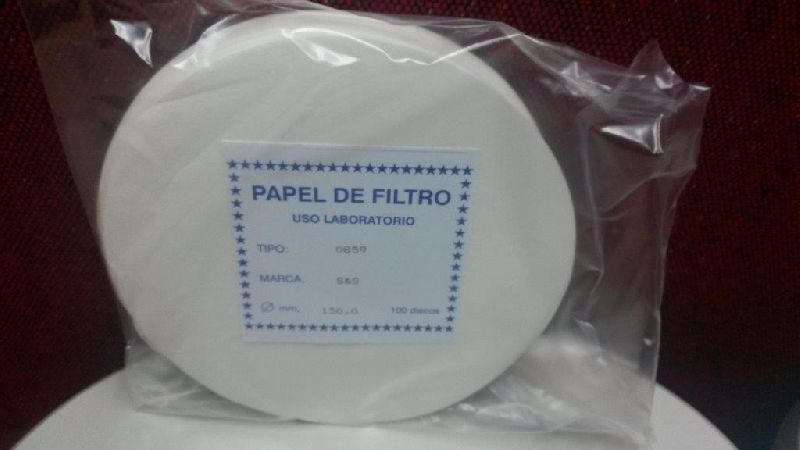 PAPEL DE FILTRO
USO LABORATORIO
TIPO: 0859
MARCA: S&S
Ø mm. 150.0 100 discos